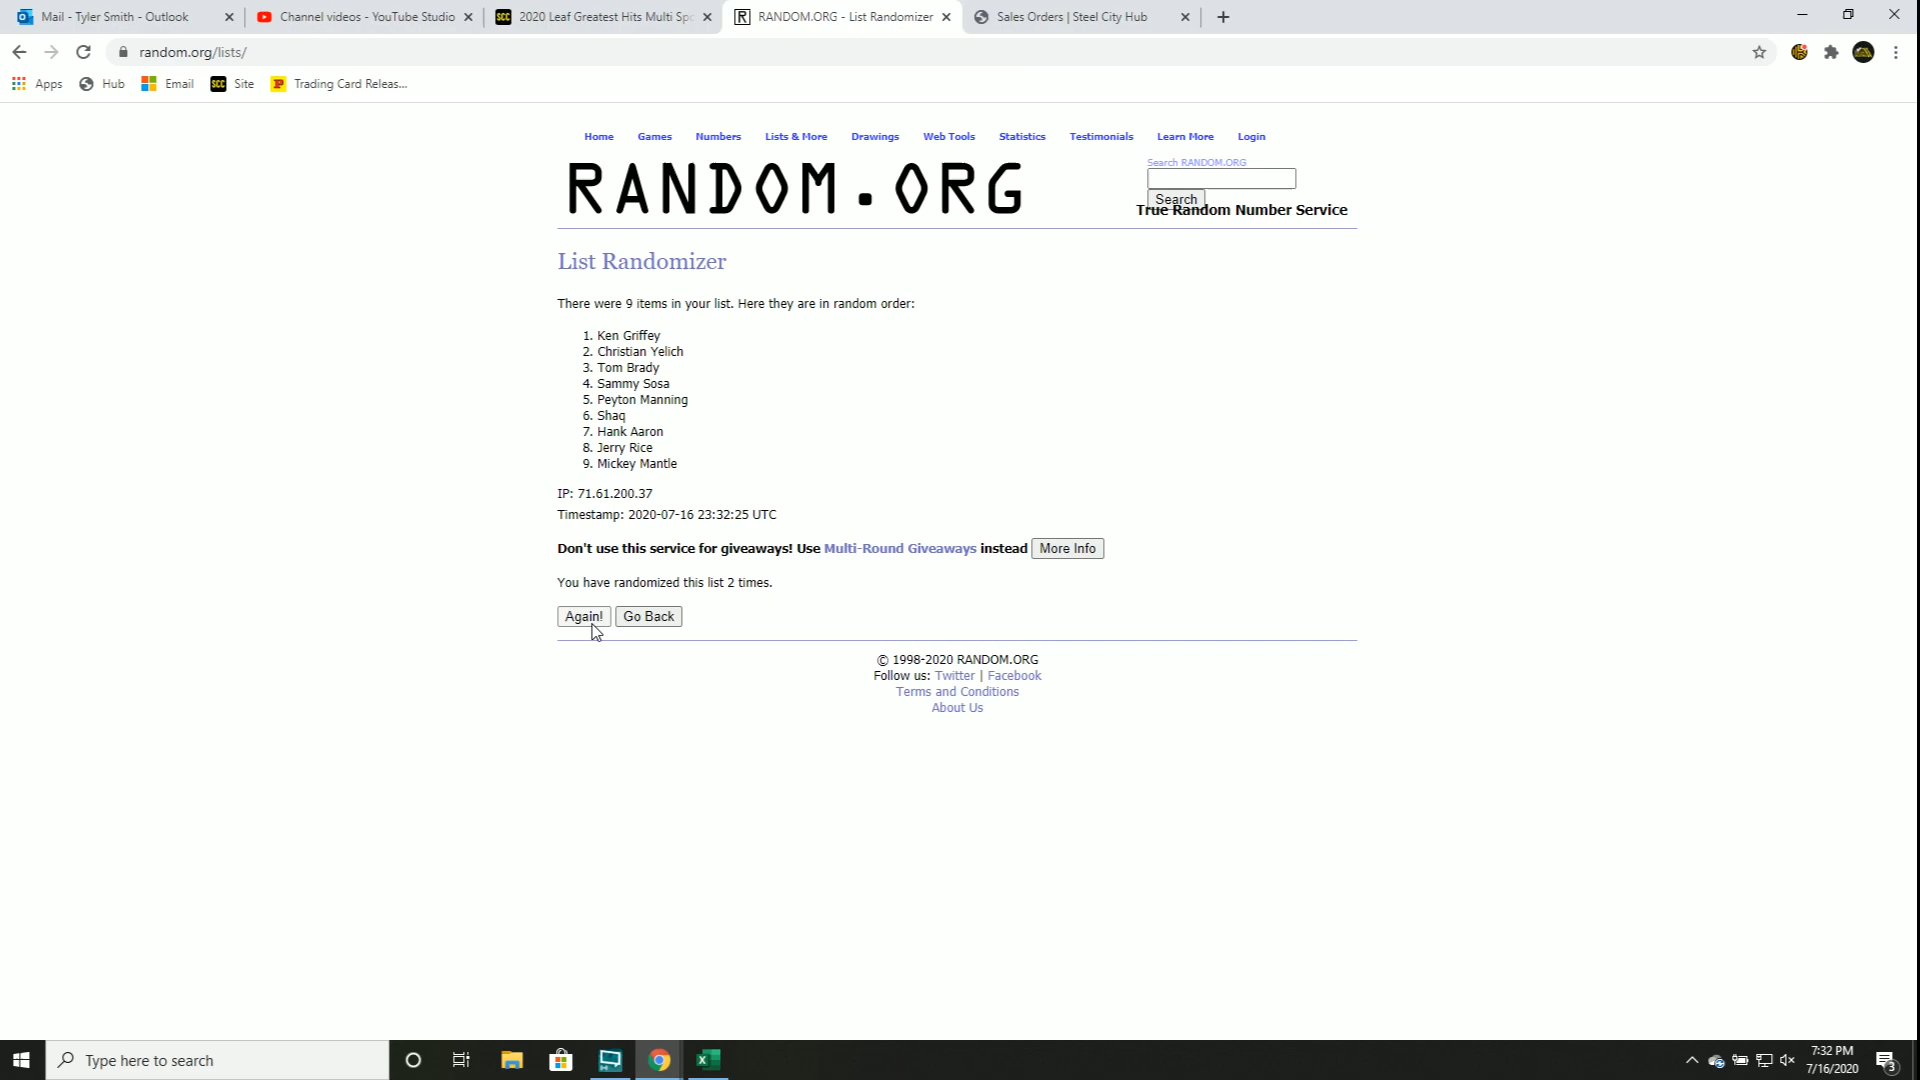 Mail - Tyler Smith - Outlook
Channel videos - YouTube Studio
SCC 2020 Leaf Greatest Hits Multi Sp
RANDOM.ORG - List Randomizer
Sales Orders | Steel City Hub
random.org/lists/
Apps
Hub
Email
SCC Site
Trading Card Releas...
Home
Games
Numbers
Lists & More
Drawings
Web Tools
Statistics
Testimonials
Learn More
Login
RANDOM.ORG
Search RANDOM.ORG
Search
True Random Number Service
List Randomizer
There were 9 items in your list. Here they are in random order:
1. Ken Griffey
2. Christian Yelich
3. Tom Brady
4. Sammy Sosa
5. Peyton Manning
6. Shaq
7. Hank Aaron
8. Jerry Rice
9. Mickey Mantle
IP: 71.61.200.37
Timestamp: 2020-07-16 23:32:25 UTC
Don't use this service for giveaways! Use Multi-Round Giveaways instead More Info
You have randomized this list 2 times.
Again! Go Back
© 1998-2020 RANDOM.ORG
Follow us: Twitter | Facebook
Terms and Conditions
About Us
Type here to search
7:32 PM
7/16/2020
3